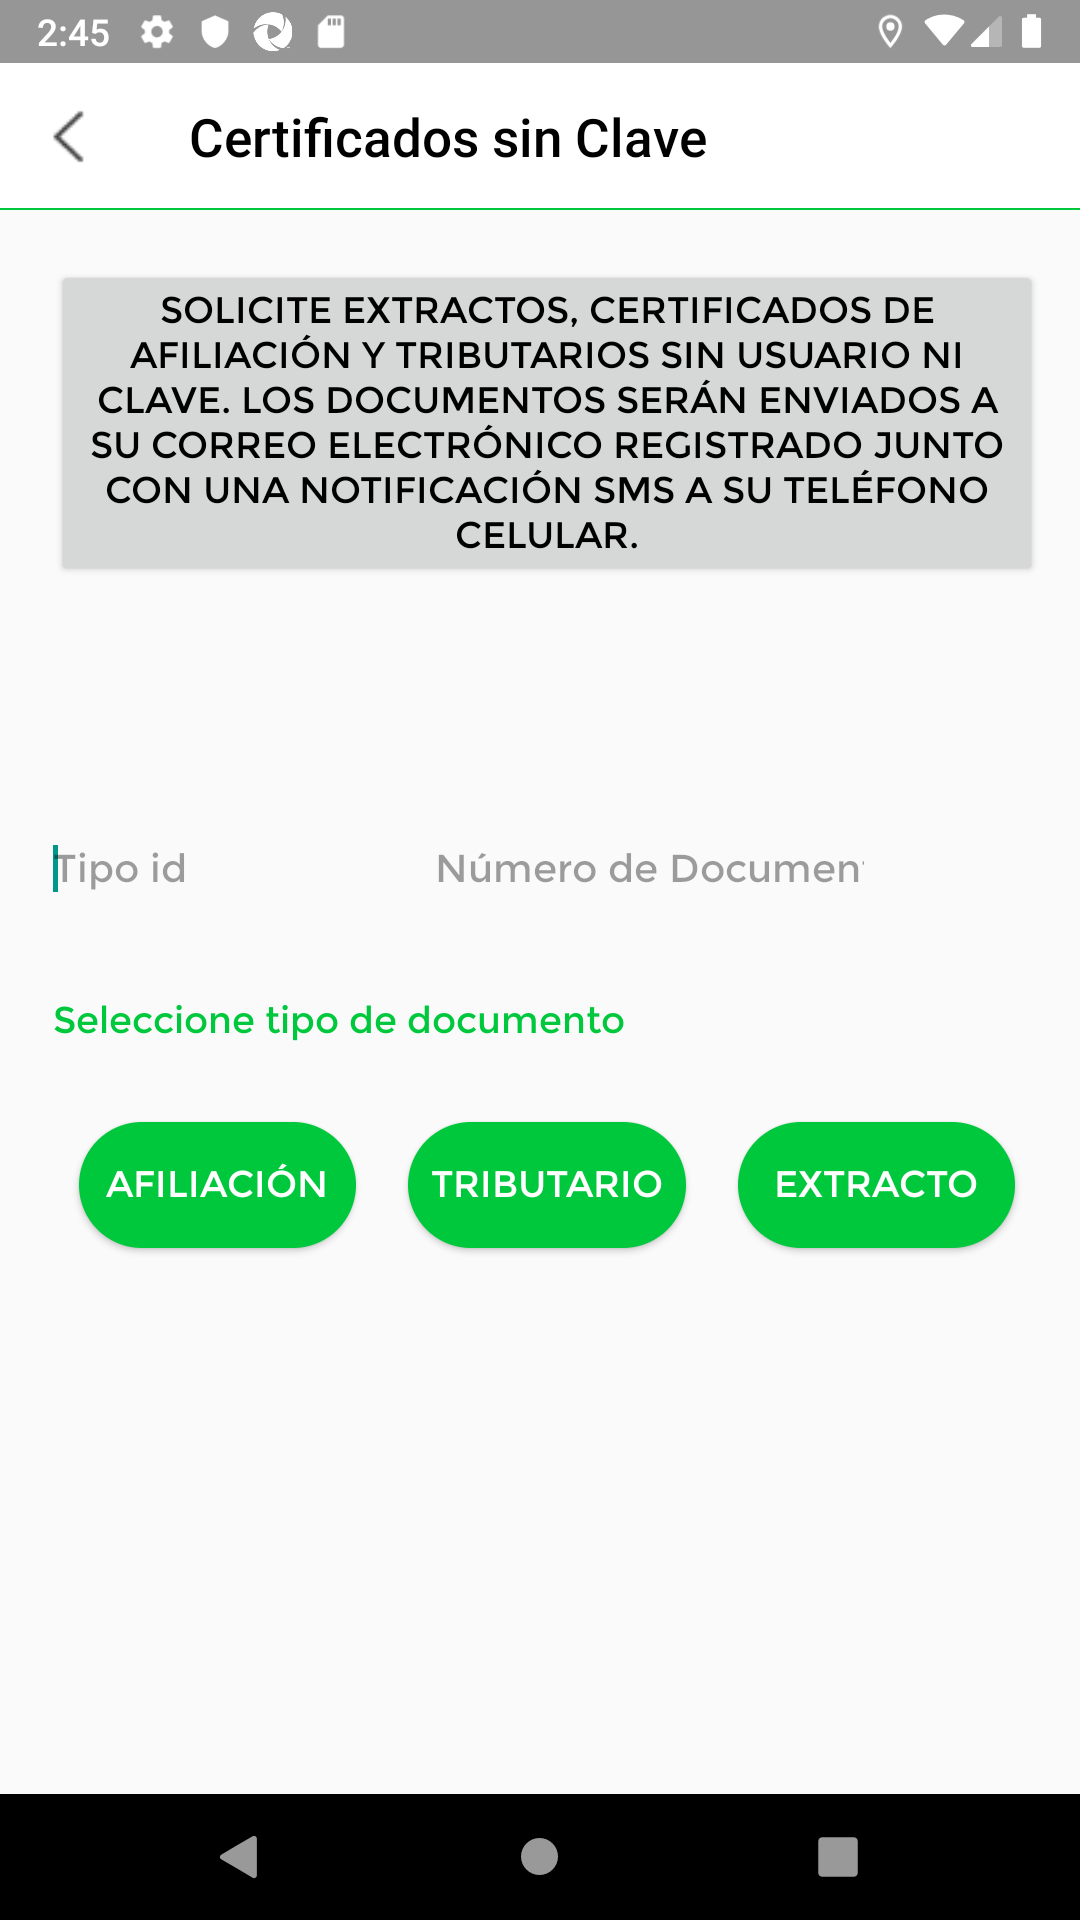 2:45
Certificados sin Clave
SOLICITE EXTRACTOS, CERTIFICADOS DE
AFILIACIÓN Y TRIBUTARIOS SIN USUARIO NI
CLAVE. LOS DOCUMENTOS SERÁN ENVIADOS A
SU CORREO ELECTRÓNICO REGISTRADO JUNTO
CON UNA NOTIFICACIÓN SMS A SU TELÉFONO
CELULAR.
Tipo id Número de Document
Seleccione tipo de documento
AFILIACIÓN TRIBUTARIO EXTRACTO